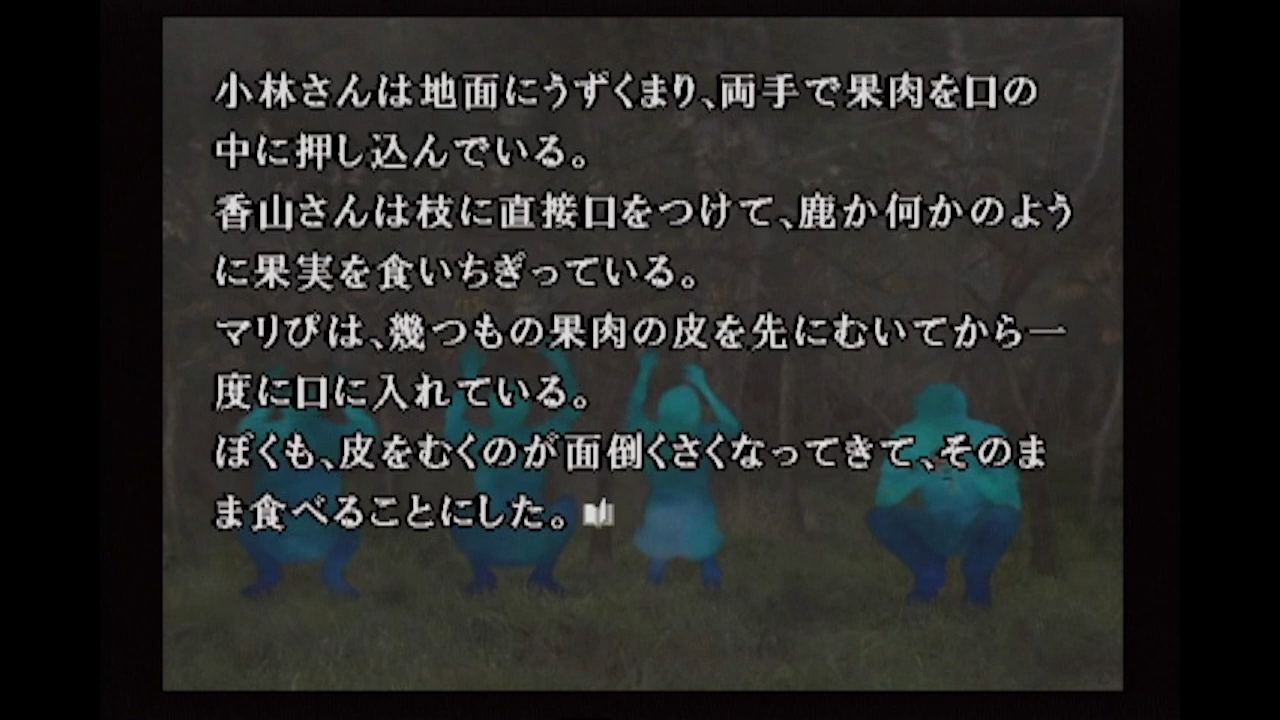 小林さんは地面にうずくまり、両手で果肉を口の
中に押し込んでいる。
香山さんは枝に直接口をつけて、鹿か何かのよう
に果実を食いちぎっている。
マリぴは、幾つもの果肉の皮を先にむいてから一
度に口に入れている。
ぼくも、皮をむくのが面倒くさくなってきて、そのま
ま食べることにした。